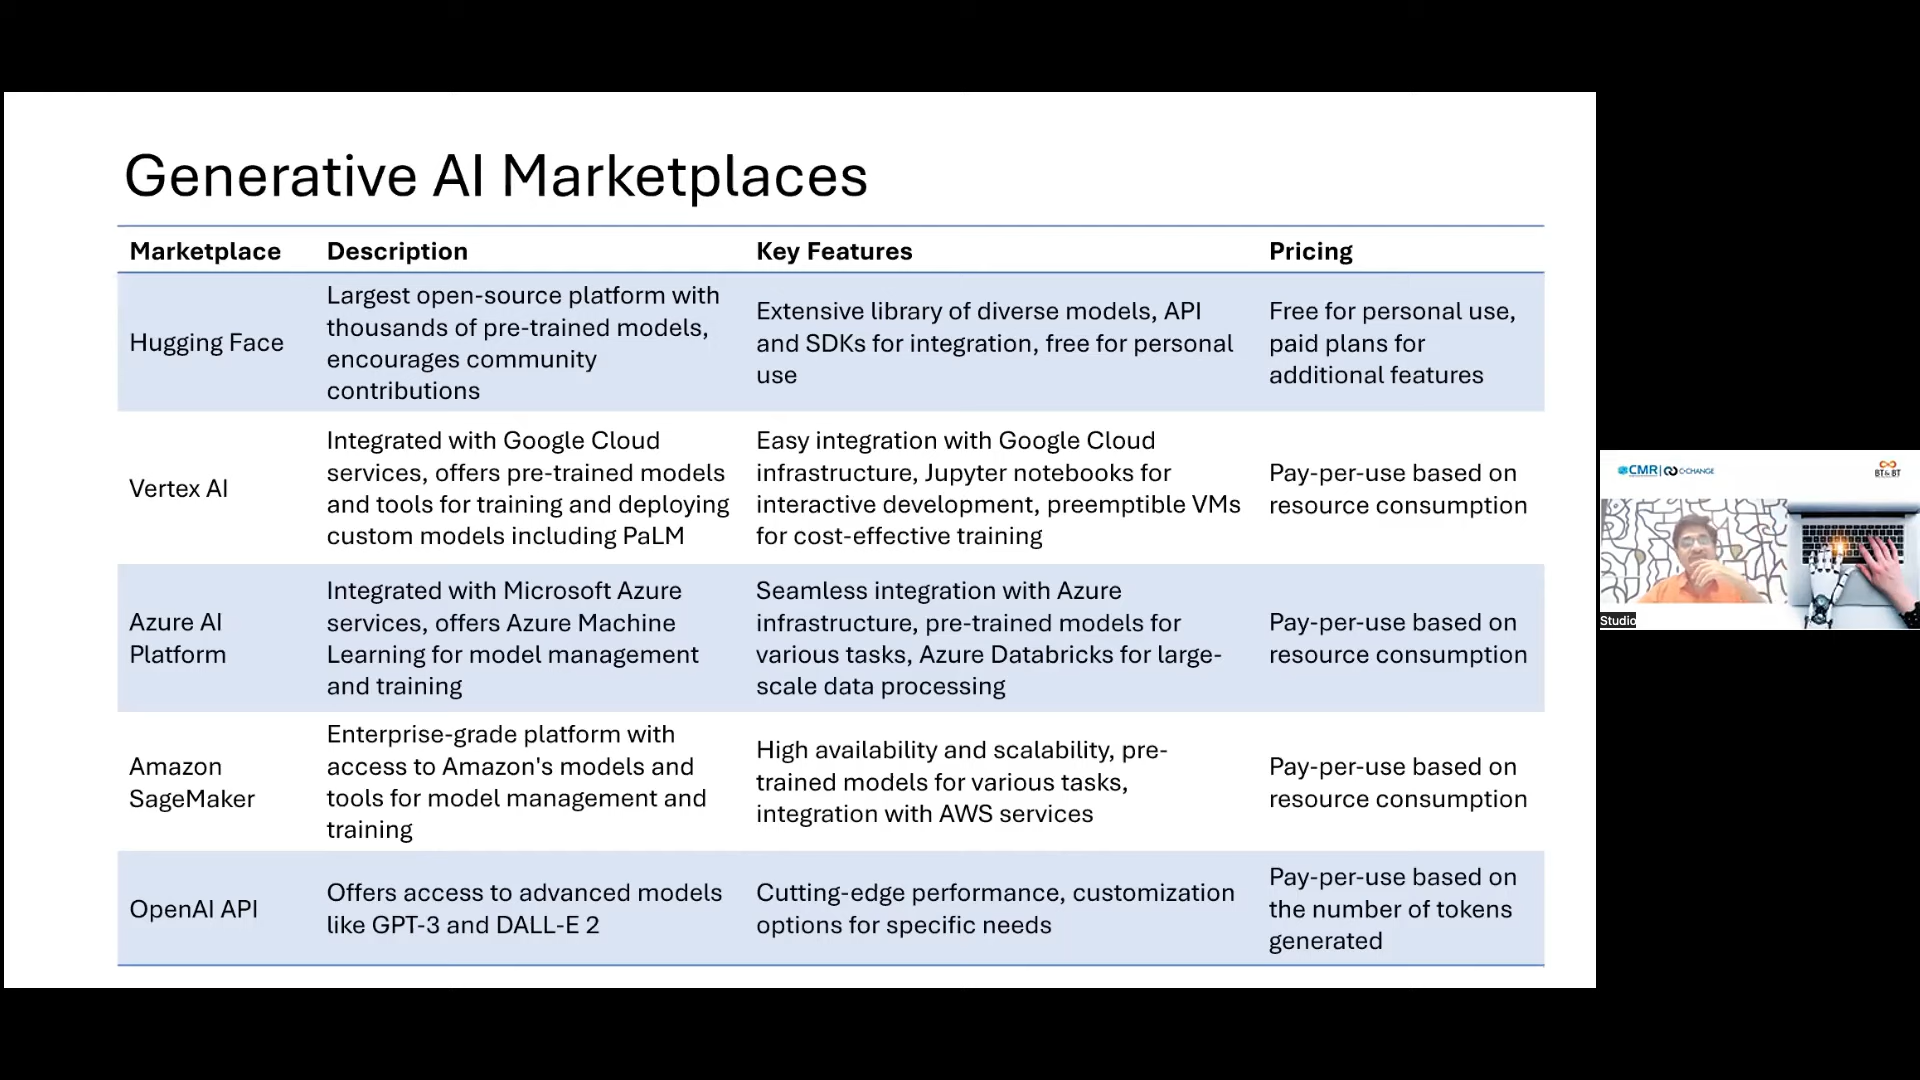 Generative AI Marketplaces
Marketplace Description Key Features Pricing
Hugging Face
Largest open-source platform with
thousands of pre-trained models,
encourages community
contributions
Extensive library of diverse models, API
and SDKs for integration, free for personal
use
Free for personal use,
paid plans for
additional features
Vertex AI
Integrated with Google Cloud
services, offers pre-trained models
and tools for training and deploying
custom models including PaLM
Easy integration with Google Cloud
infrastructure, Jupyter notebooks for
interactive development, preemptible VMs
for cost-effective training
Pay-per-use based on
resource consumption
Azure AI
Platform
Integrated with Microsoft Azure
services, offers Azure Machine
Learning for model management
and training
Seamless integration with Azure
infrastructure, pre-trained models for
various tasks, Azure Databricks for large-
scale data processing
Pay-per-use based on
resource consumption
Amazon
SageMaker
Enterprise-grade platform with
access to Amazon's models and
tools for model management and
training
High availability and scalability, pre-
trained models for various tasks,
integration with AWS services
Pay-per-use based on
resource consumption
OpenAI API
Offers access to advanced models
like GPT-3 and DALL-E 2
Cutting-edge performance, customization
options for specific needs
Pay-per-use based on
the number of tokens
generated
CMR C-CHANGE
BT& BT
Studio